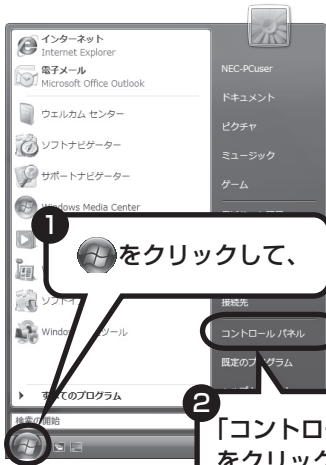 インターネット
Internet Explorer
電子メール
Microsoft Office Outlook
ウェルカム センター
ソフトナビゲーター
サポートナビゲーター
Windows Media Center
すべてのプログラム
検索の開始
NEC-PCuser
ドキュメント
ピクチャ
ミュージック
ゲーム
接続先
コントロール パネル
既定のプログラム
1
をクリックして、
2
「コントロ
をクリック